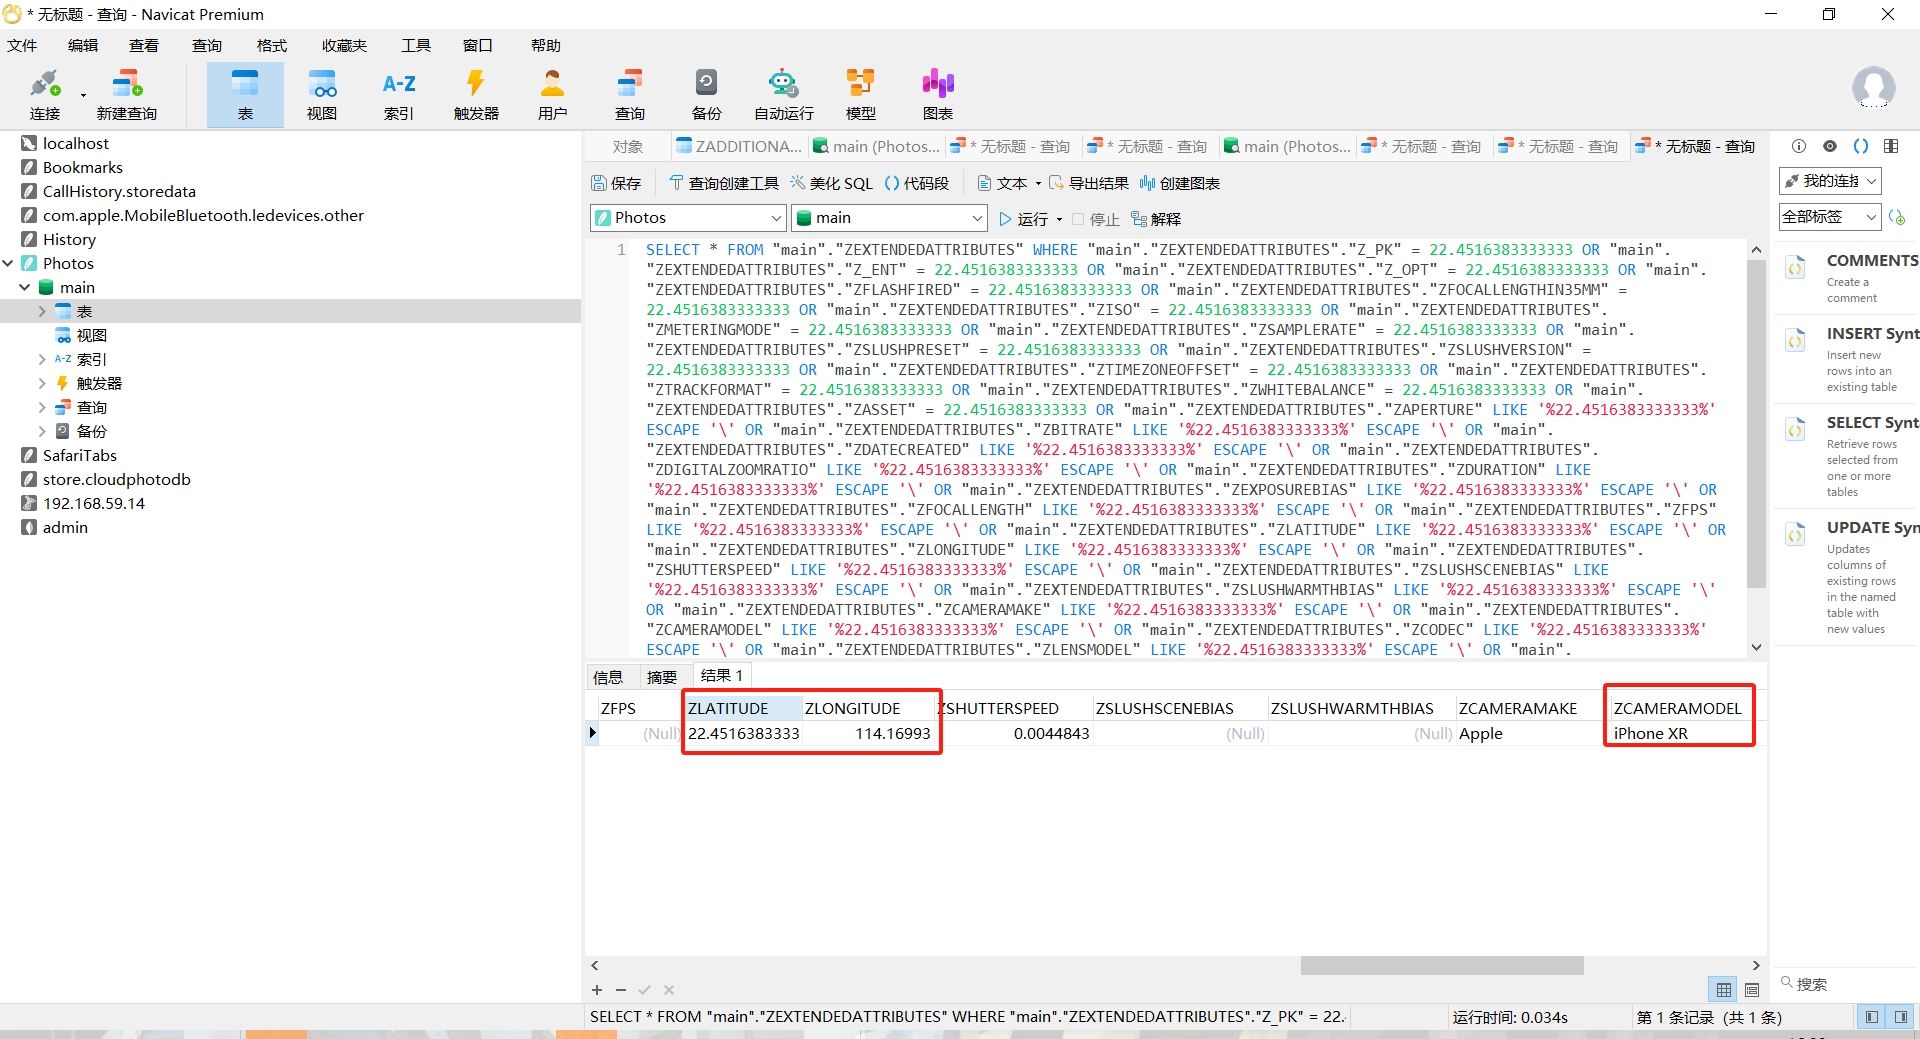 * 无标题 - 查询 - Navicat Premium
文件 编辑 查看 查询 格式 收藏夹 工具 窗口 帮助
连接 新建查询 表 视图 A-Z 索引 触发器 用户 查询 备份 自动运行 模型 图表
localhost
Bookmarks
CallHistory.storedata
com.apple.MobileBluetooth.ledevices.other
History
Photos
main
表
视图
A-Z 索引
触发器
查询
备份
SafariTabs
store.cloudphotodb
192.168.59.14
admin
对象 ZADDITIONA... main (Photos... * 无标题 - 查询 * 无标题 - 查询 main (Photos... * 无标题 - 查询 * 无标题 - 查询 * 无标题 - 查询
保存 查询创建工具 美化 SQL () 代码段 文本 导出结果 创建图表
Photos main 运行 停止 解释
1 SELECT * FROM "main"."ZEXTENDEDATTRIBUTES" WHERE "main"."ZEXTENDEDATTRIBUTES"."Z_PK" = 22.4516383333333 OR "main".
"ZEXTENDEDATTRIBUTES"."Z_ENT" = 22.4516383333333 OR "main"."ZEXTENDEDATTRIBUTES"."Z_OPT" = 22.4516383333333 OR "main".
"ZEXTENDEDATTRIBUTES"."ZFLASHFIRED" = 22.4516383333333 OR "main"."ZEXTENDEDATTRIBUTES"."ZFOCALLENGTHIN35MM" =
22.4516383333333 OR "main"."ZEXTENDEDATTRIBUTES"."ZISO" = 22.4516383333333 OR "main"."ZEXTENDEDATTRIBUTES".
"ZMETERINGMODE" = 22.4516383333333 OR "main"."ZEXTENDEDATTRIBUTES"."ZSAMPLERATE" = 22.4516383333333 OR "main".
"ZEXTENDEDATTRIBUTES"."ZSLUSHPRESET" = 22.4516383333333 OR "main"."ZEXTENDEDATTRIBUTES"."ZSLUSHVERSION" =
22.4516383333333 OR "main"."ZEXTENDEDATTRIBUTES"."ZTIMEZONEOFFSET" = 22.4516383333333 OR "main"."ZEXTENDEDATTRIBUTES".
"ZTRACKFORMAT" = 22.4516383333333 OR "main"."ZEXTENDEDATTRIBUTES"."ZWHITEBALANCE" = 22.4516383333333 OR "main".
"ZEXTENDEDATTRIBUTES"."ZASSET" = 22.4516383333333 OR "main"."ZEXTENDEDATTRIBUTES"."ZAPERTURE" LIKE '%22.4516383333333%'
ESCAPE '\' OR "main"."ZEXTENDEDATTRIBUTES"."ZBITRATE" LIKE '%22.4516383333333%' ESCAPE '\' OR "main".
"ZEXTENDEDATTRIBUTES"."ZDATECREATED" LIKE '%22.4516383333333%' ESCAPE '\' OR "main"."ZEXTENDEDATTRIBUTES".
"ZDIGITALZOOMRATIO" LIKE '%22.4516383333333%' ESCAPE '\' OR "main"."ZEXTENDEDATTRIBUTES"."ZDURATION" LIKE
'%22.4516383333333%' ESCAPE '\' OR "main"."ZEXTENDEDATTRIBUTES"."ZEXPOSUREBIAS" LIKE '%22.4516383333333%' ESCAPE '\' OR
"main"."ZEXTENDEDATTRIBUTES"."ZFOCALLENGTH" LIKE '%22.4516383333333%' ESCAPE '\' OR "main"."ZEXTENDEDATTRIBUTES"."ZFPS"
LIKE '%22.4516383333333%' ESCAPE '\' OR "main"."ZEXTENDEDATTRIBUTES"."ZLATITUDE" LIKE '%22.4516383333333%' ESCAPE '\' OR
"main"."ZEXTENDEDATTRIBUTES"."ZLONGITUDE" LIKE '%22.4516383333333%' ESCAPE '\' OR "main"."ZEXTENDEDATTRIBUTES".
"ZSHUTTERSPEED" LIKE '%22.4516383333333%' ESCAPE '\' OR "main"."ZEXTENDEDATTRIBUTES"."ZSLUSHSCENEBIAS" LIKE
'%22.4516383333333%' ESCAPE '\' OR "main"."ZEXTENDEDATTRIBUTES"."ZSLUSHWARMTHBIAS" LIKE '%22.4516383333333%' ESCAPE '\'
OR "main"."ZEXTENDEDATTRIBUTES"."ZCAMERAMAKE" LIKE '%22.4516383333333%' ESCAPE '\' OR "main"."ZEXTENDEDATTRIBUTES".
"ZCAMERAMODEL" LIKE '%22.4516383333333%' ESCAPE '\' OR "main"."ZEXTENDEDATTRIBUTES"."ZCODEC" LIKE '%22.4516383333333%'
ESCAPE '\' OR "main"."ZEXTENDEDATTRIBUTES"."ZLENSMODEL" LIKE '%22.4516383333333%' ESCAPE '\' OR "main".
信息 摘要 结果 1
ZFPS ZLATITUDE ZLONGITUDE ZSHUTTERSPEED ZSLUSHSCENEBIAS ZSLUSHWARMTHBIAS ZCAMERAMAKE ZCAMERAMODEL
(Null) 22.4516383333 114.16993 0.0044843 (Null) (Null) Apple iPhone XR
我的连接
全部标签
COMMENTS
Create a
comment
INSERT Synt
Insert new
rows into an
existing table
SELECT Synt
Retrieve rows
selected from
one or more
tables
UPDATE Syn
Updates
columns of
existing rows
in the named
table with
new values
搜索
SELECT * FROM "main"."ZEXTENDEDATTRIBUTES" WHERE "main"."ZEXTENDEDATTRIBUTES"."Z_PK" = 22. 运行时间: 0.034s 第 1 条记录 (共 1 条)